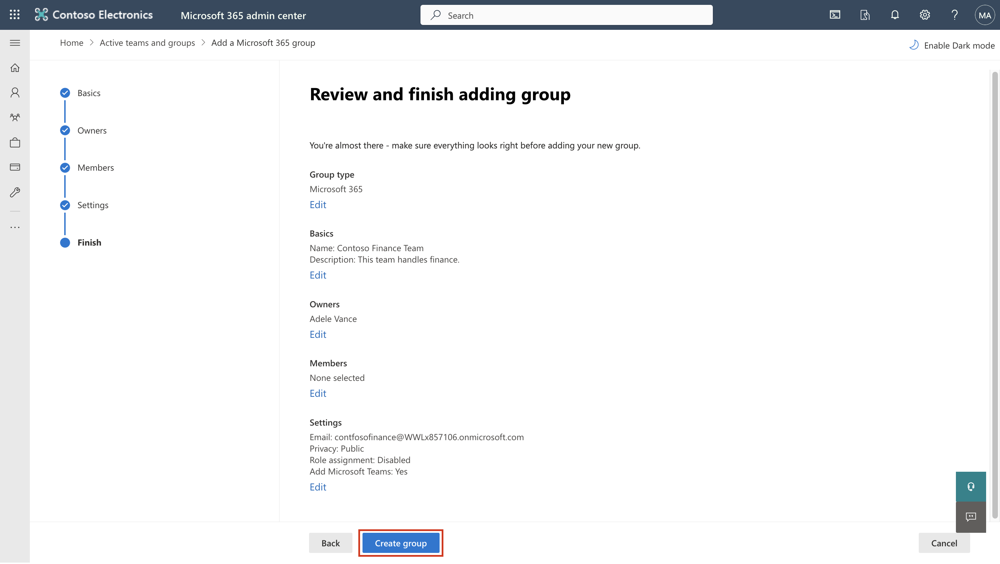 Contoso Electronics
Microsoft 365 admin center
Search
MA
Home > Active teams and groups > Add a Microsoft 365 group
Enable Dark mode
Basics
Owners
Members
Settings
Finish
Review and finish adding group
You're almost there - make sure everything looks right before adding your new group.
Group type
Microsoft 365
Edit
Basics
Name: Contoso Finance Team
Description: This team handles finance.
Edit
Owners
Adele Vance
Edit
Members
None selected
Edit
Settings
Email: contfosofinance@WWLx857106.onmicrosoft.com
Privacy: Public
Role assignment: Disabled
Add Microsoft Teams: Yes
Edit
Back
Create group
Cancel